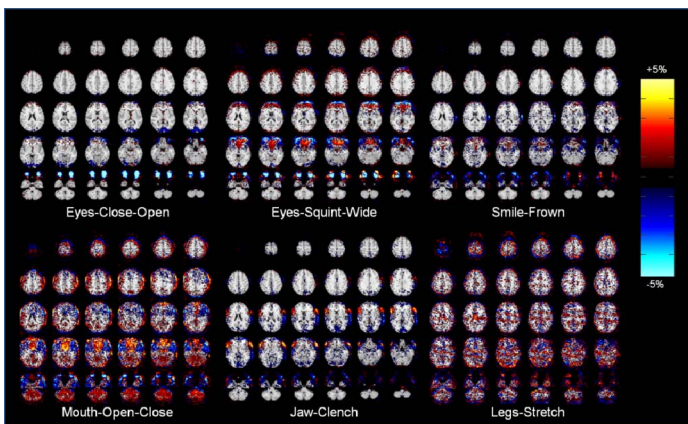 +5%
Eyes-Close-Open
Eyes-Squint-Wide
Smile-Frown
-5%
Mouth-Open-Close
Jaw-Clench
Legs-Stretch